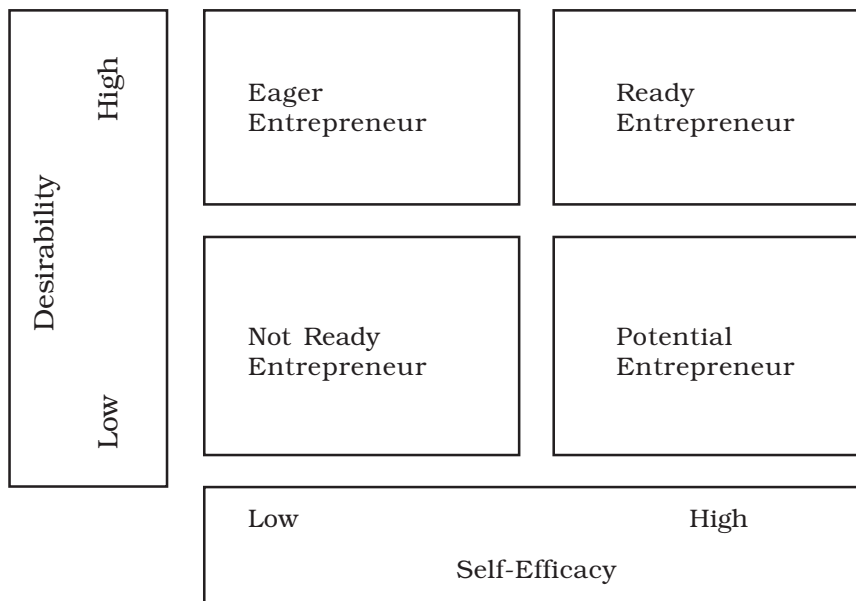 High
Desirability
Low
Eager
Entrepreneur
Ready
Entrepreneur
Not Ready
Entrepreneur
Potential
Entrepreneur
Low
High
Self-Efficacy